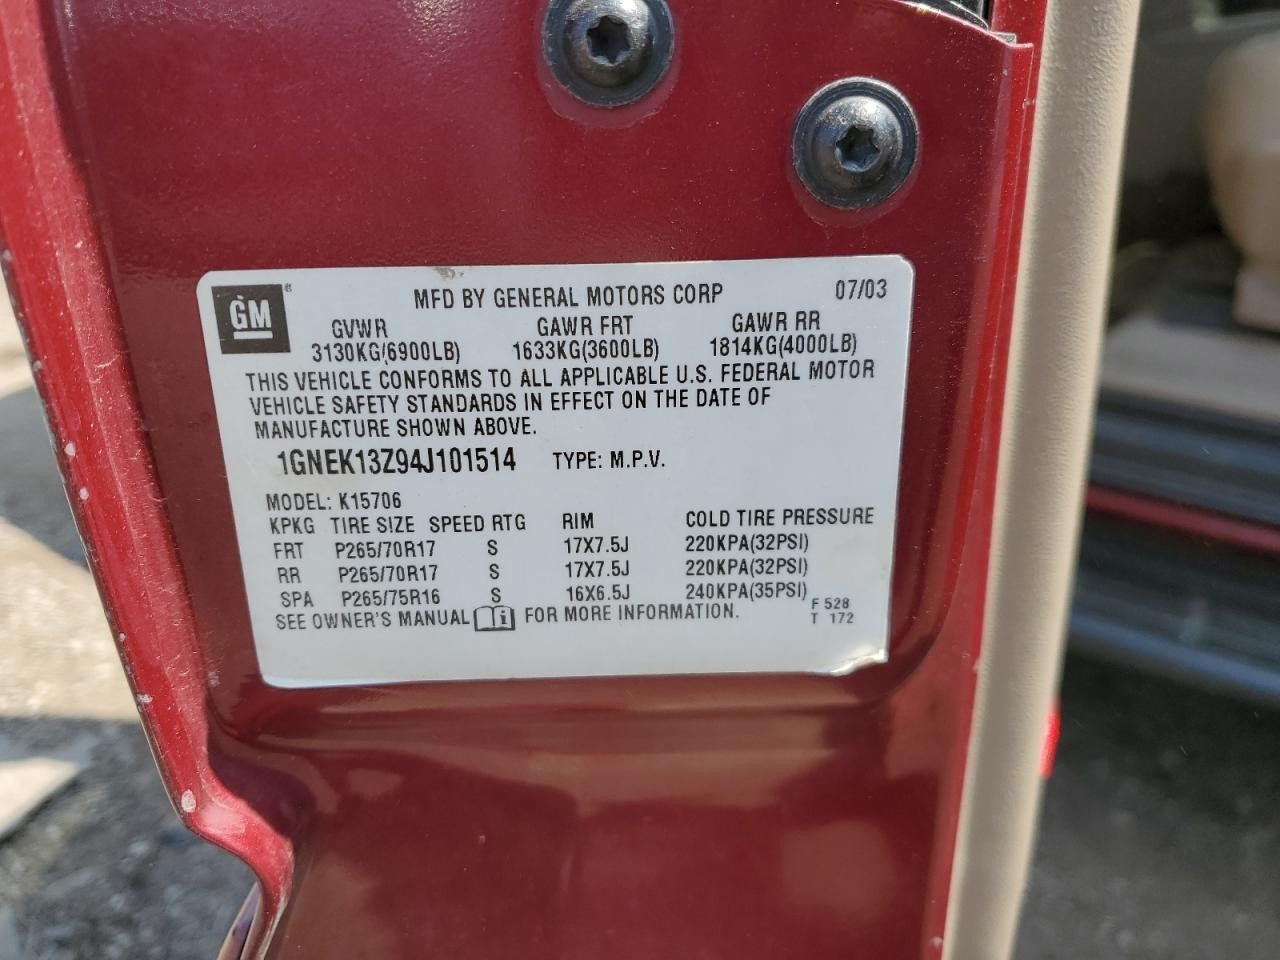 GM ®
MFD BY GENERAL MOTORS CORP 07/03
GVWR GAWR FRT GAWR RR
3130KG(6900LB) 1633KG(3600LB) 1814KG(4000LB)
THIS VEHICLE CONFORMS TO ALL APPLICABLE U.S. FEDERAL MOTOR
VEHICLE SAFETY STANDARDS IN EFFECT ON THE DATE OF
MANUFACTURE SHOWN ABOVE.
1GNEK13Z94J101514 TYPE: M.P.V.
MODEL: K15706
KPKG TIRE SIZE SPEED RTG RIM COLD TIRE PRESSURE
FRT P265/70R17 S 17X7.5J 220KPA(32PSI)
RR P265/70R17 S 17X7.5J 220KPA(32PSI)
SPA P265/75R16 S 16X6.5J 240KPA(35PSI)
SEE OWNER'S MANUAL i FOR MORE INFORMATION.
F 528
T 172